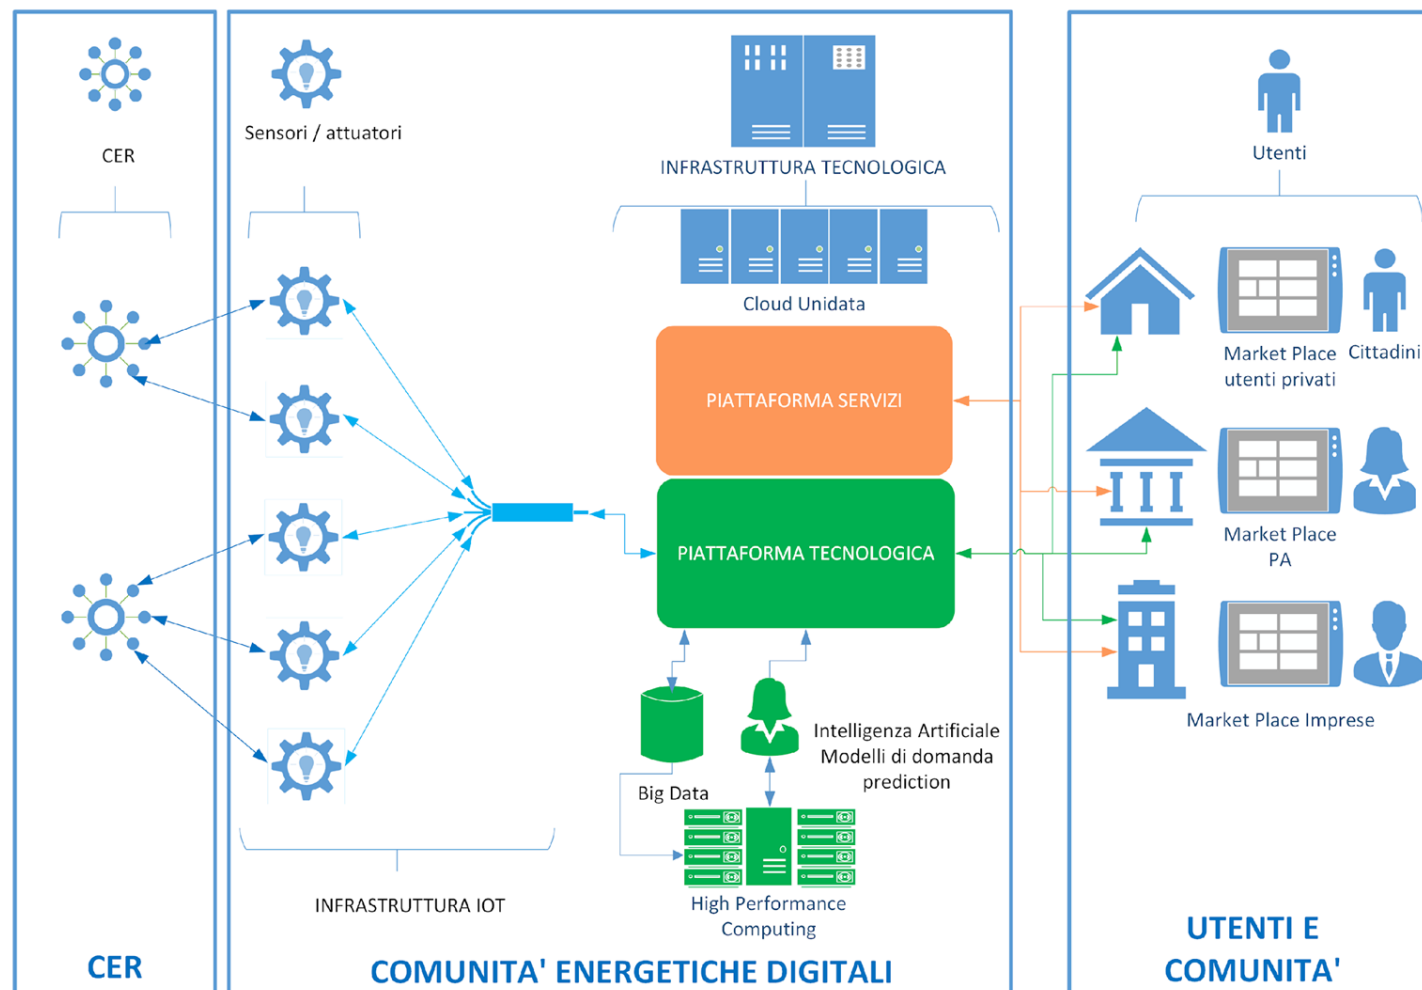 CER
Sensori / attuatori
INFRASTRUTTURA TECNOLOGICA
Cloud Unidata
PIATTAFORMA SERVIZI
PIATTAFORMA TECNOLOGICA
Big Data
Intelligenza Artificiale
Modelli di domanda
prediction
High Performance
Computing
INFRASTRUTTURA IOT
Utenti
Market Place
utenti privati
Cittadini
Market Place
PA
Market Place Imprese
CER
COMUNITA' ENERGETICHE DIGITALI
UTENTI E
COMUNITA'